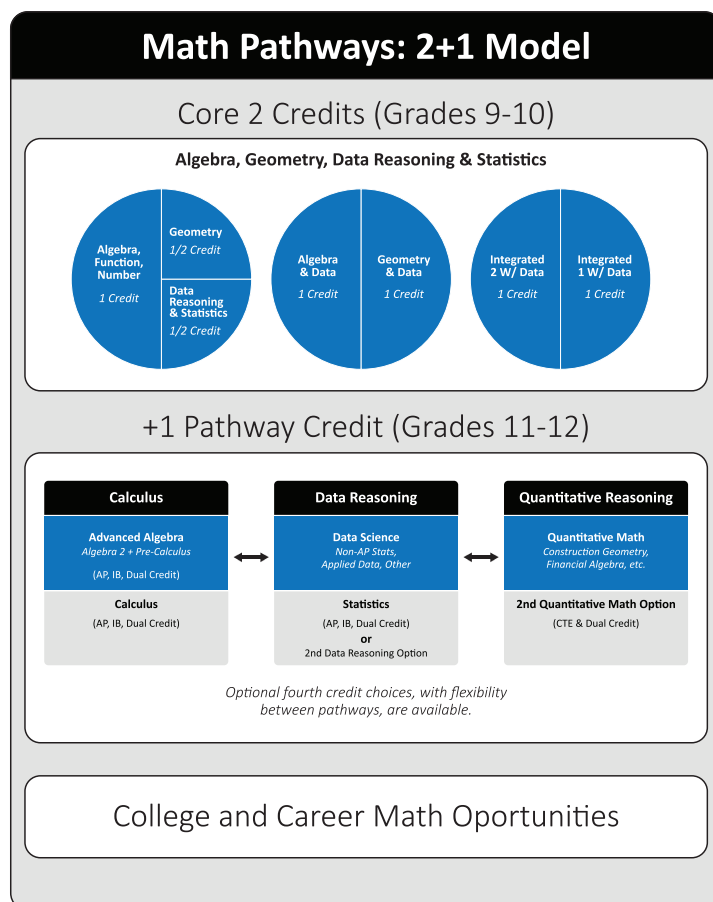 Math Pathways: 2+1 Model
Core 2 Credits (Grades 9-10)
Algebra, Geometry, Data Reasoning & Statistics
Algebra,
Function,
Number
1 Credit
Geometry
1/2 Credit
Data
Reasoning
& Statistics
1/2 Credit
Algebra
& Data
1 Credit
Geometry
& Data
1 Credit
Integrated
2 W/ Data
1 Credit
Integrated
1 W/ Data
1 Credit
+1 Pathway Credit (Grades 11-12)
Calculus
Advanced Algebra
Algebra 2 + Pre-Calculus
(AP, IB, Dual Credit)
Calculus
(AP, IB, Dual Credit)
Data Reasoning
Data Science
Non-AP Stats,
Applied Data, Other
Statistics
(AP, IB, Dual Credit)
or
2nd Data Reasoning Option
Quantitative Reasoning
Quantitative Math
Construction Geometry,
Financial Algebra, etc.
2nd Quantitative Math Option
(CTE & Dual Credit)
Optional fourth credit choices, with flexibility
between pathways, are available.
College and Career Math Oportunities